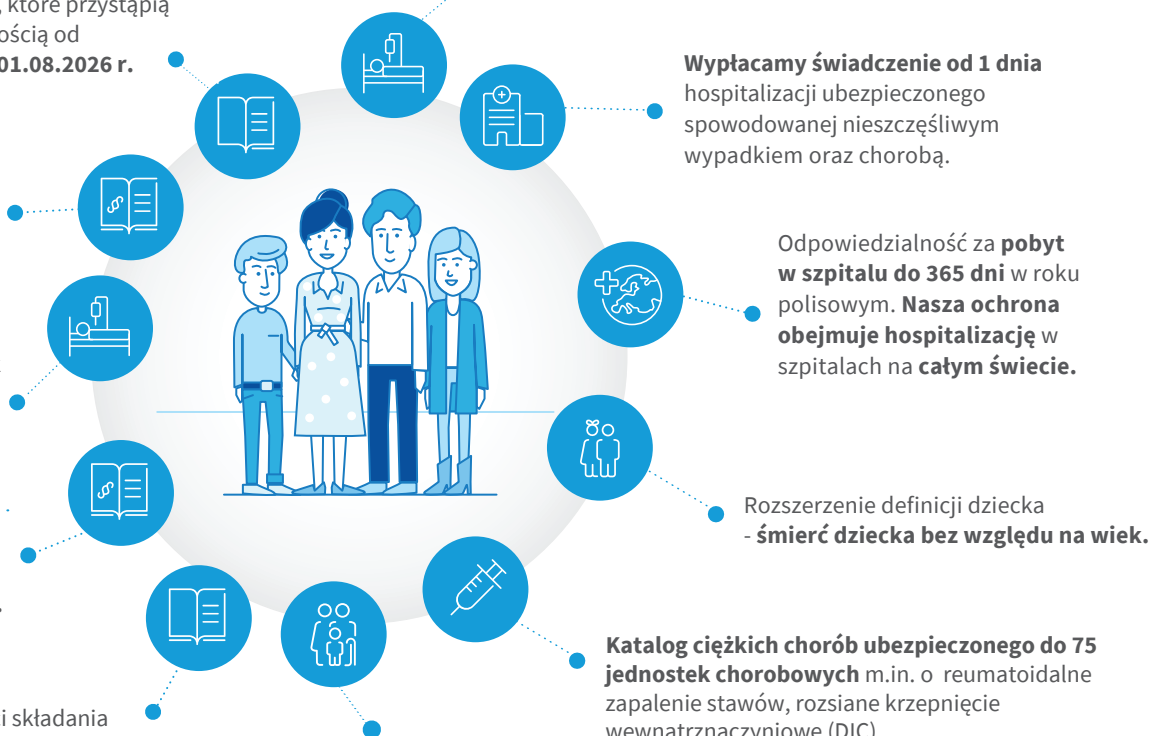 , które przystąpią
ością od
01.08.2026 r.
Wypłacamy świadczenie od 1 dnia
hospitalizacji ubezpieczonego
spowodowanej nieszczęśliwym
wypadkiem oraz chorobą.
Odpowiedzialność za pobyt
w szpitalu do 365 dni w roku
polisowym. Nasza ochrona
obejmuje hospitalizację w
szpitalach na całym świecie.
Rozszerzenie definicji dziecka
- śmierć dziecka bez względu na wiek.
Katalog ciężkich chorób ubezpieczonego do 75
jednostek chorobowych m.in. o reumatoidalne
zapalenie stawów, rozsiane krzepnięcie
wewnątrznaczyniowe (DIC)
i składania